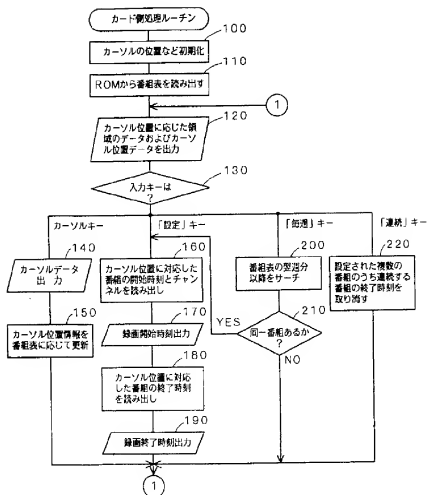 カード側処理ルーチン
100
カーソルの位置など初期化
110
ROMから番組表を読み出す
1
120
カーソル位置に応じた領
域のデータおよびカーソ
ル位置データを出力
130
入力キーは
?
カーソルキー
「設定」キー
「毎週」キー
「連続」キー
140
カーソルデータ
出力
150
カーソル位置情報を
番組表に応じて更新
160
カーソル位置に対応した
番組の開始時刻とチャ
ンネルを読み出し
170
録画開始時刻出力
180
カーソル位置に対応
した番組の終了時刻
を読み出し
190
録画終了時刻出力
200
番組表の翌週分
以降をサーチ
210
同一番組あるか
?
YES
NO
220
設定された複数の
番組のうち連続する
番組の終了時刻を
取り消す
1